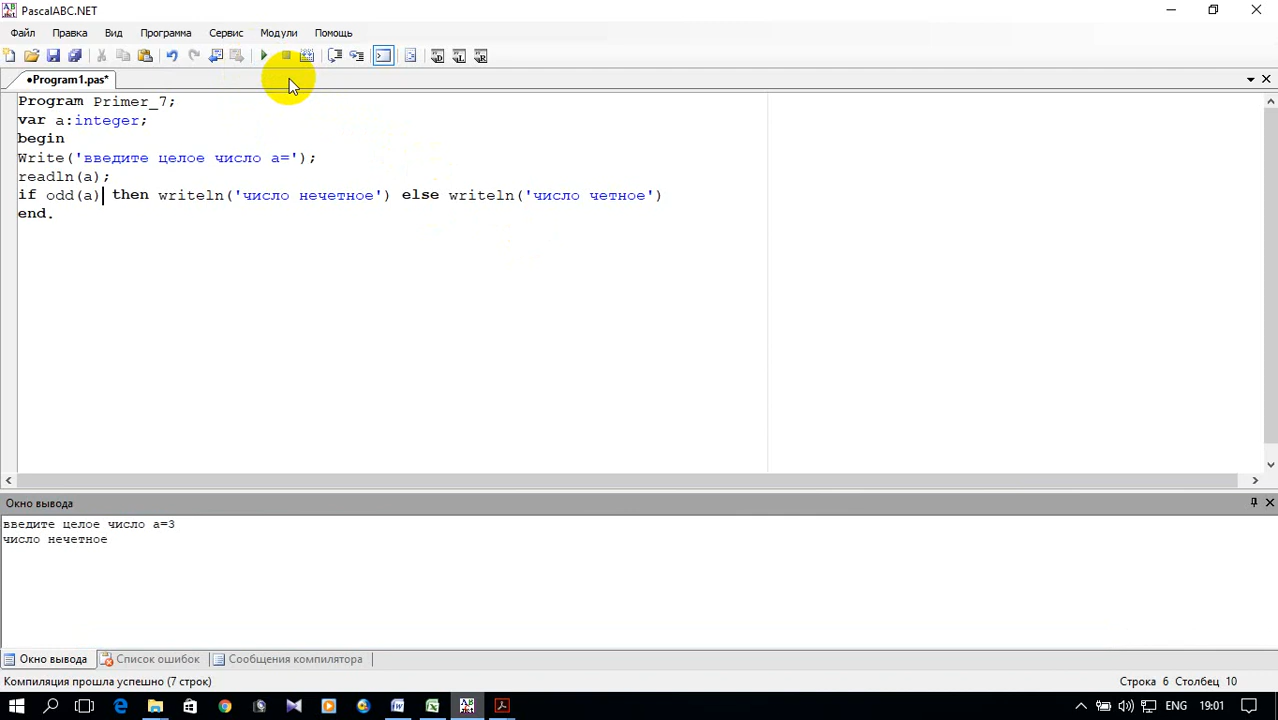 PascalABC.NET
Файл Правка Вид Программа Сервис Модули Помощь
•Program1.pas*
Program Primer_7;
var a:integer;
begin
Write('введите целое число a=');
readln(a);
if odd(a) then writeln('число нечетное') else writeln('число четное')
end.
Окно вывода
введите целое число a=3
число нечетное
Окно вывода Список ошибок Сообщения компилятора
Компиляция прошла успешно (7 строк) Строка 6 Столбец 10
ENG 19:01